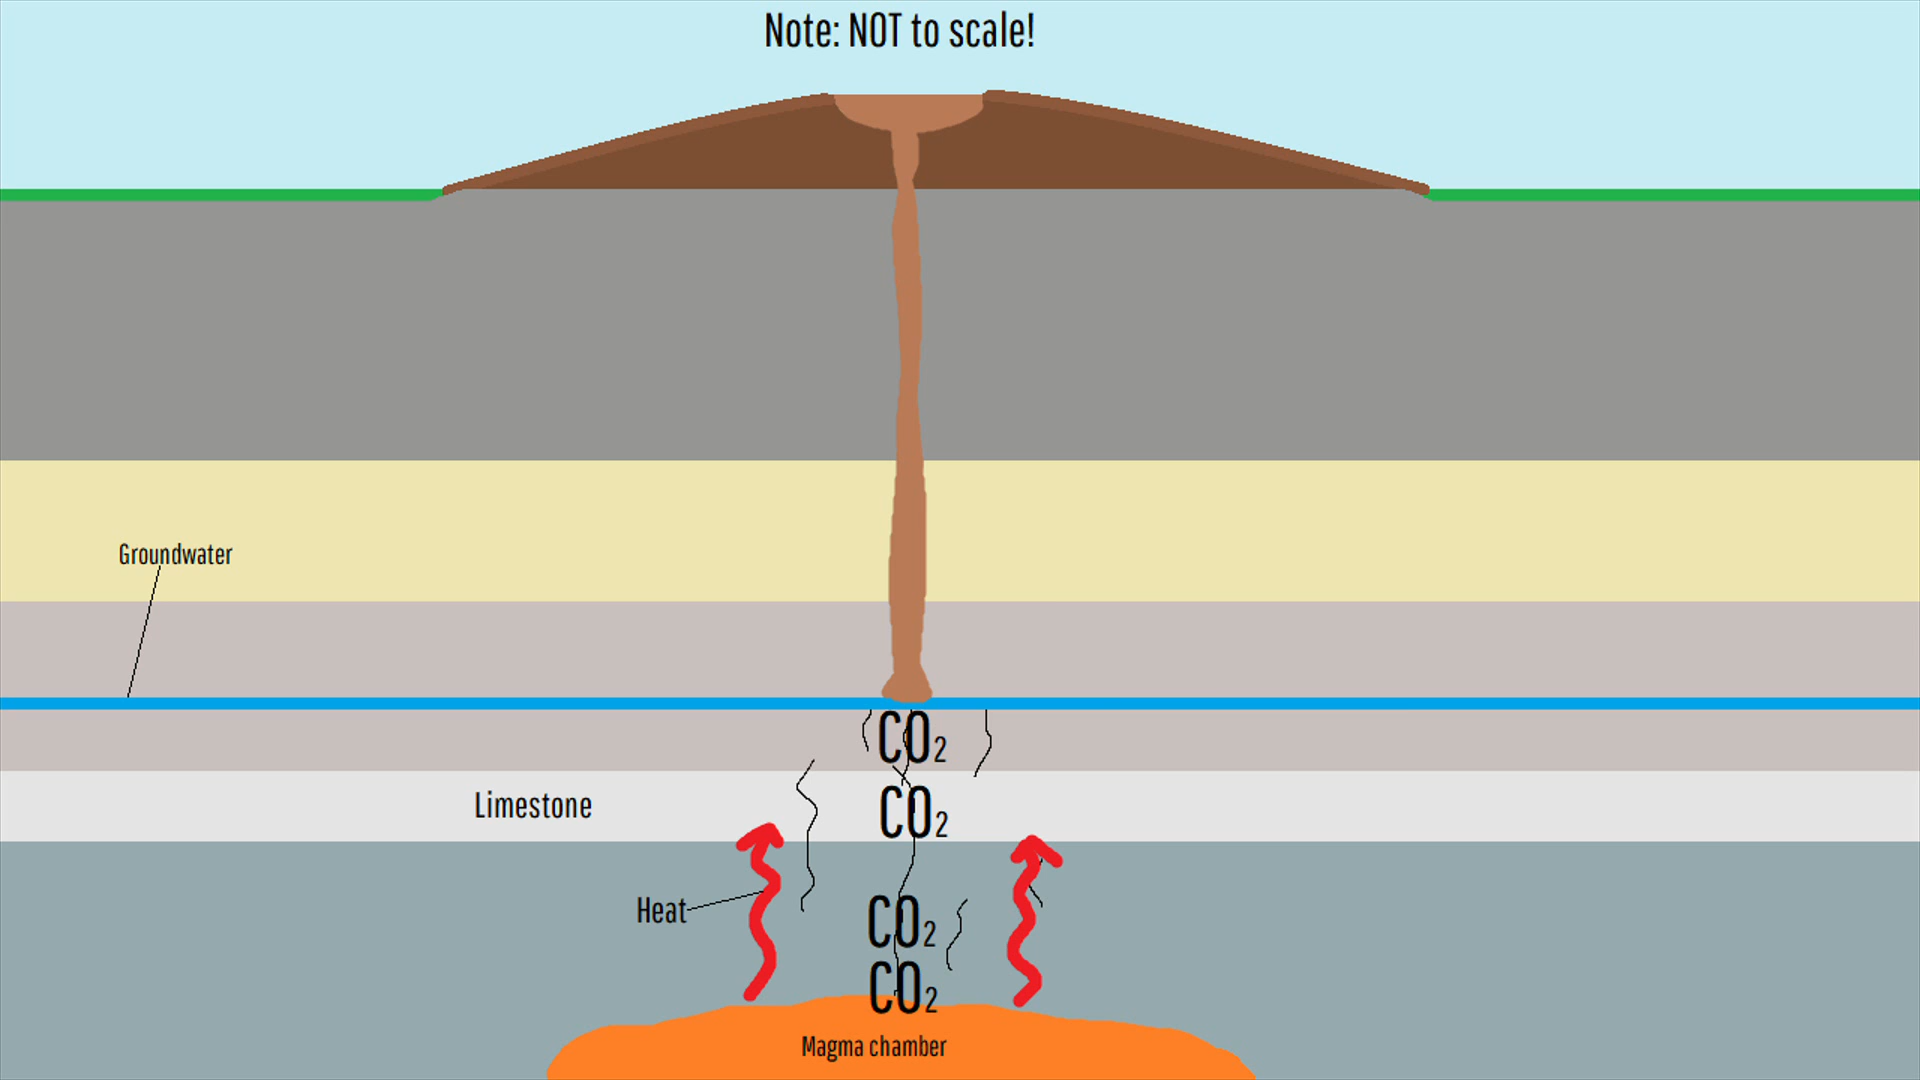 Note: NOT to scale!
Groundwater
CO₂
Limestone
CO₂
Heat
CO₂
CO₂
Magma chamber